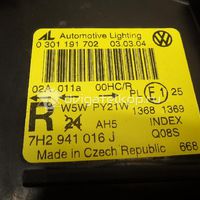 AL Automotive Lighting
0 301 191 702 03.03.04
02A 011a 00HC/R PL E1 25
W5W PY21W 1368 1369
R 24 AH5 INDEX
7H2 941 016 J Q08S
Made in Czech Republic 668